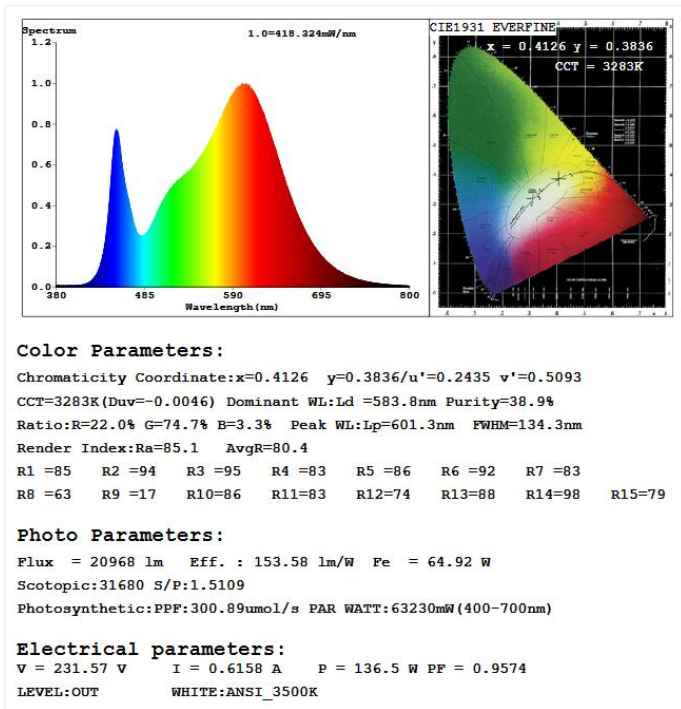 Spectrum
1.0=418.324mW/nm
1.2
1.0
0.8
0.6
0.4
0.2
0.0
380 485 590 695 800
Wavelength(nm)
CIE1931 EVERFINE
x = 0.4126 y = 0.3836
CCT = 3283K
Color Parameters:
Chromaticity Coordinate:x=0.4126 y=0.3836/u'=0.2435 v'=0.5093
CCT=3283K(Duv=-0.0046) Dominant WL:Ld =583.8nm Purity=38.9%
Ratio:R=22.0% G=74.7% B=3.3% Peak WL:Lp=601.3nm FWHM=134.3nm
Render Index:Ra=85.1 AvgR=80.4
R1 =85 R2 =94 R3 =95 R4 =83 R5 =86 R6 =92 R7 =83
R8 =63 R9 =17 R10=86 R11=83 R12=74 R13=88 R14=98 R15=79
Photo Parameters:
Flux = 20968 lm Eff. : 153.58 lm/W Fe = 64.92 W
Scotopic:31680 S/P:1.5109
Photosynthetic:PPF:300.89umol/s PAR WATT:63230mW(400-700nm)
Electrical parameters:
V = 231.57 V I = 0.6158 A P = 136.5 W PF = 0.9574
LEVEL:OUT WHITE:ANSI_3500K